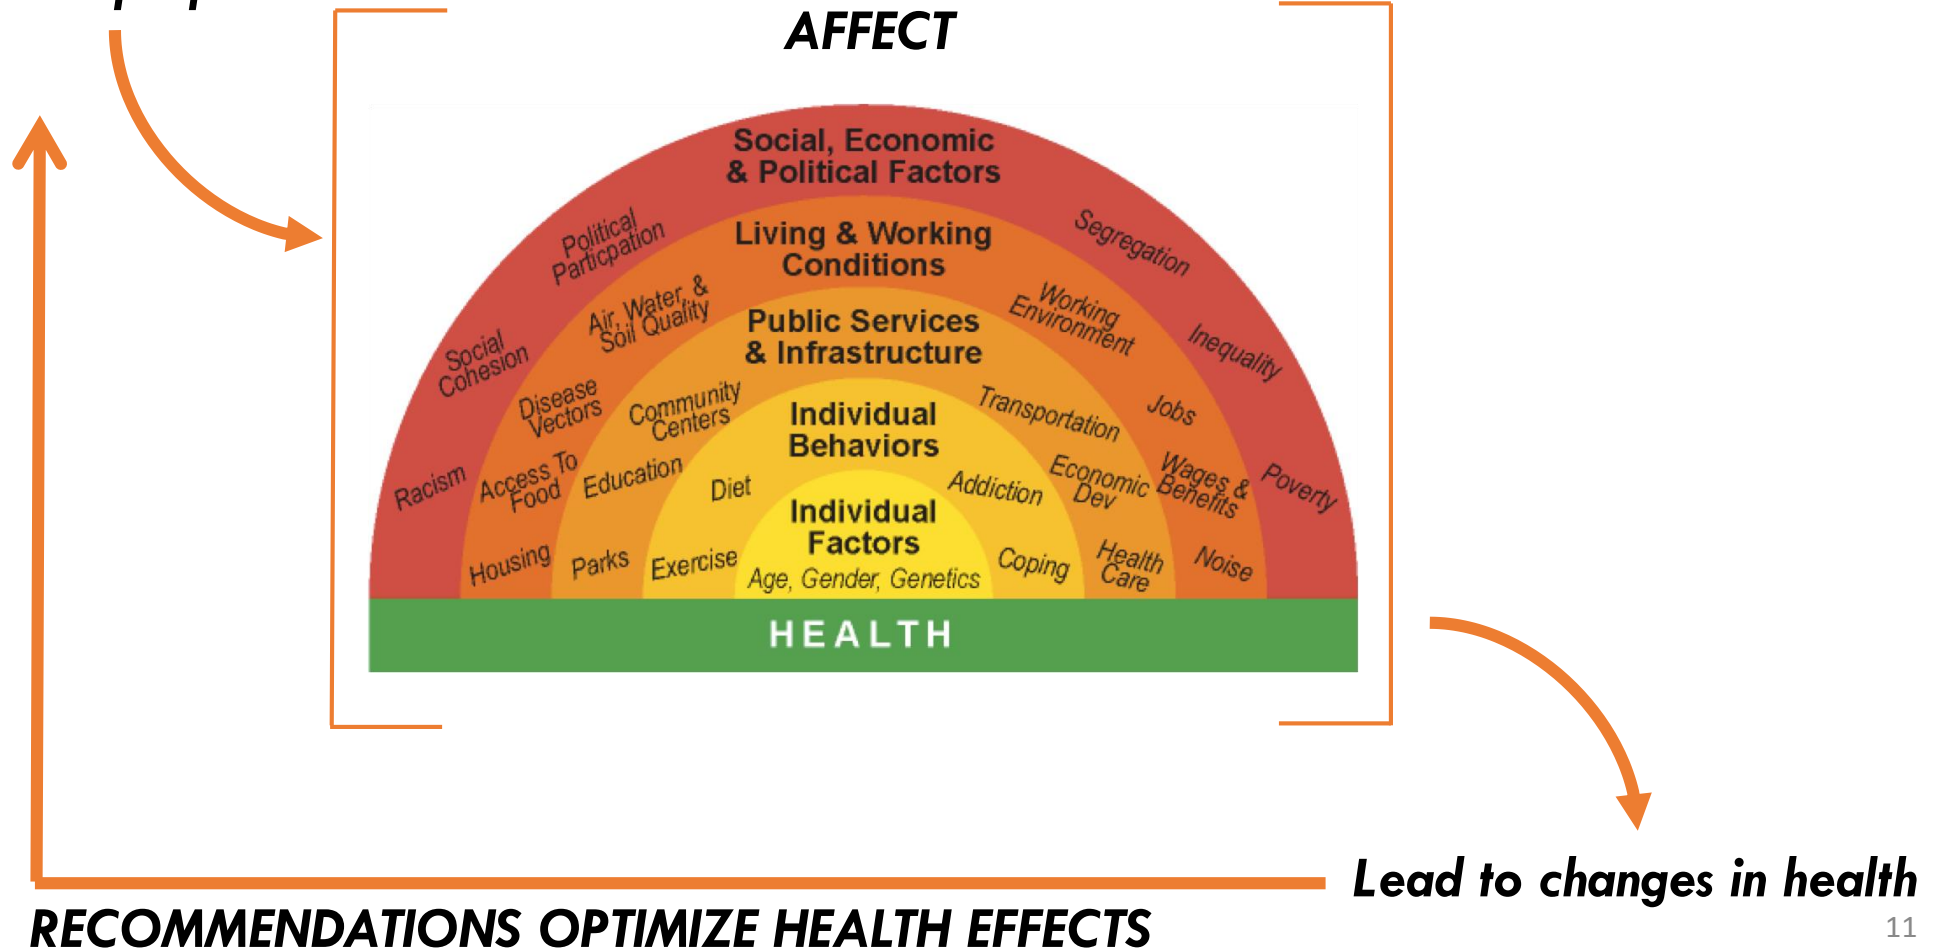 AFFECT
Social, Economic
& Political Factors
Political
Particpation
Segregation
Living & Working
Conditions
Air, Water, &
Soil Quality
Working
Environment
Social
Cohesion
Inequality
Public Services
& Infrastructure
Disease
Vectors
Community
Centers
Transportation
Jobs
Individual
Behaviors
Racism
Access To
Food
Education
Diet
Addiction
Economic
Dev
Wages &
Benefits
Poverty
Individual
Factors
Age, Gender, Genetics
Housing
Parks
Exercise
Coping
Health
Care
Noise
HEALTH
Lead to changes in health
RECOMMENDATIONS OPTIMIZE HEALTH EFFECTS
11